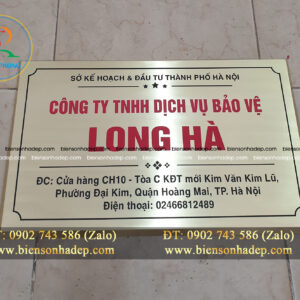 SỞ KẾ HOẠCH & ĐẦU TƯ THÀNH PHỐ HÀ NỘI
CÔNG TY TNHH DỊCH VỤ BẢO VỆ
LONG HÀ
ĐC: Cửa hàng CH10 - Tòa C KĐT mới Kim Văn Kim Lũ,
Phường Đại Kim, Quận Hoàng Mai, TP. Hà Nội
Điện thoại: 02466812489
ĐT: 0902 743 586 (Zalo)
ĐT: 0902 743 586 (Zalo)
www.biensonhadep.com
www.biensonhadep.com